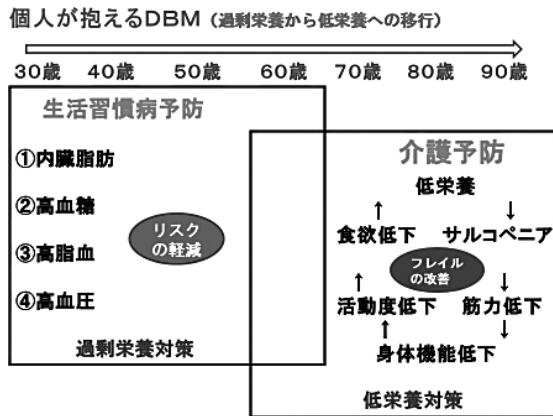 個人が抱えるDBM（過剰栄養から低栄養への移行）
30歳 40歳 50歳 60歳 70歳 80歳 90歳
生活習慣病予防
①内臓脂肪
②高血糖
③高脂血
④高血圧
リスク
の軽減
過剰栄養対策
介護予防
低栄養
↑ ↓
食欲低下 サルコペニア
フレイル
の改善
↑ ↓
活動度低下 筋力低下
↑ ↓
身体機能低下
低栄養対策